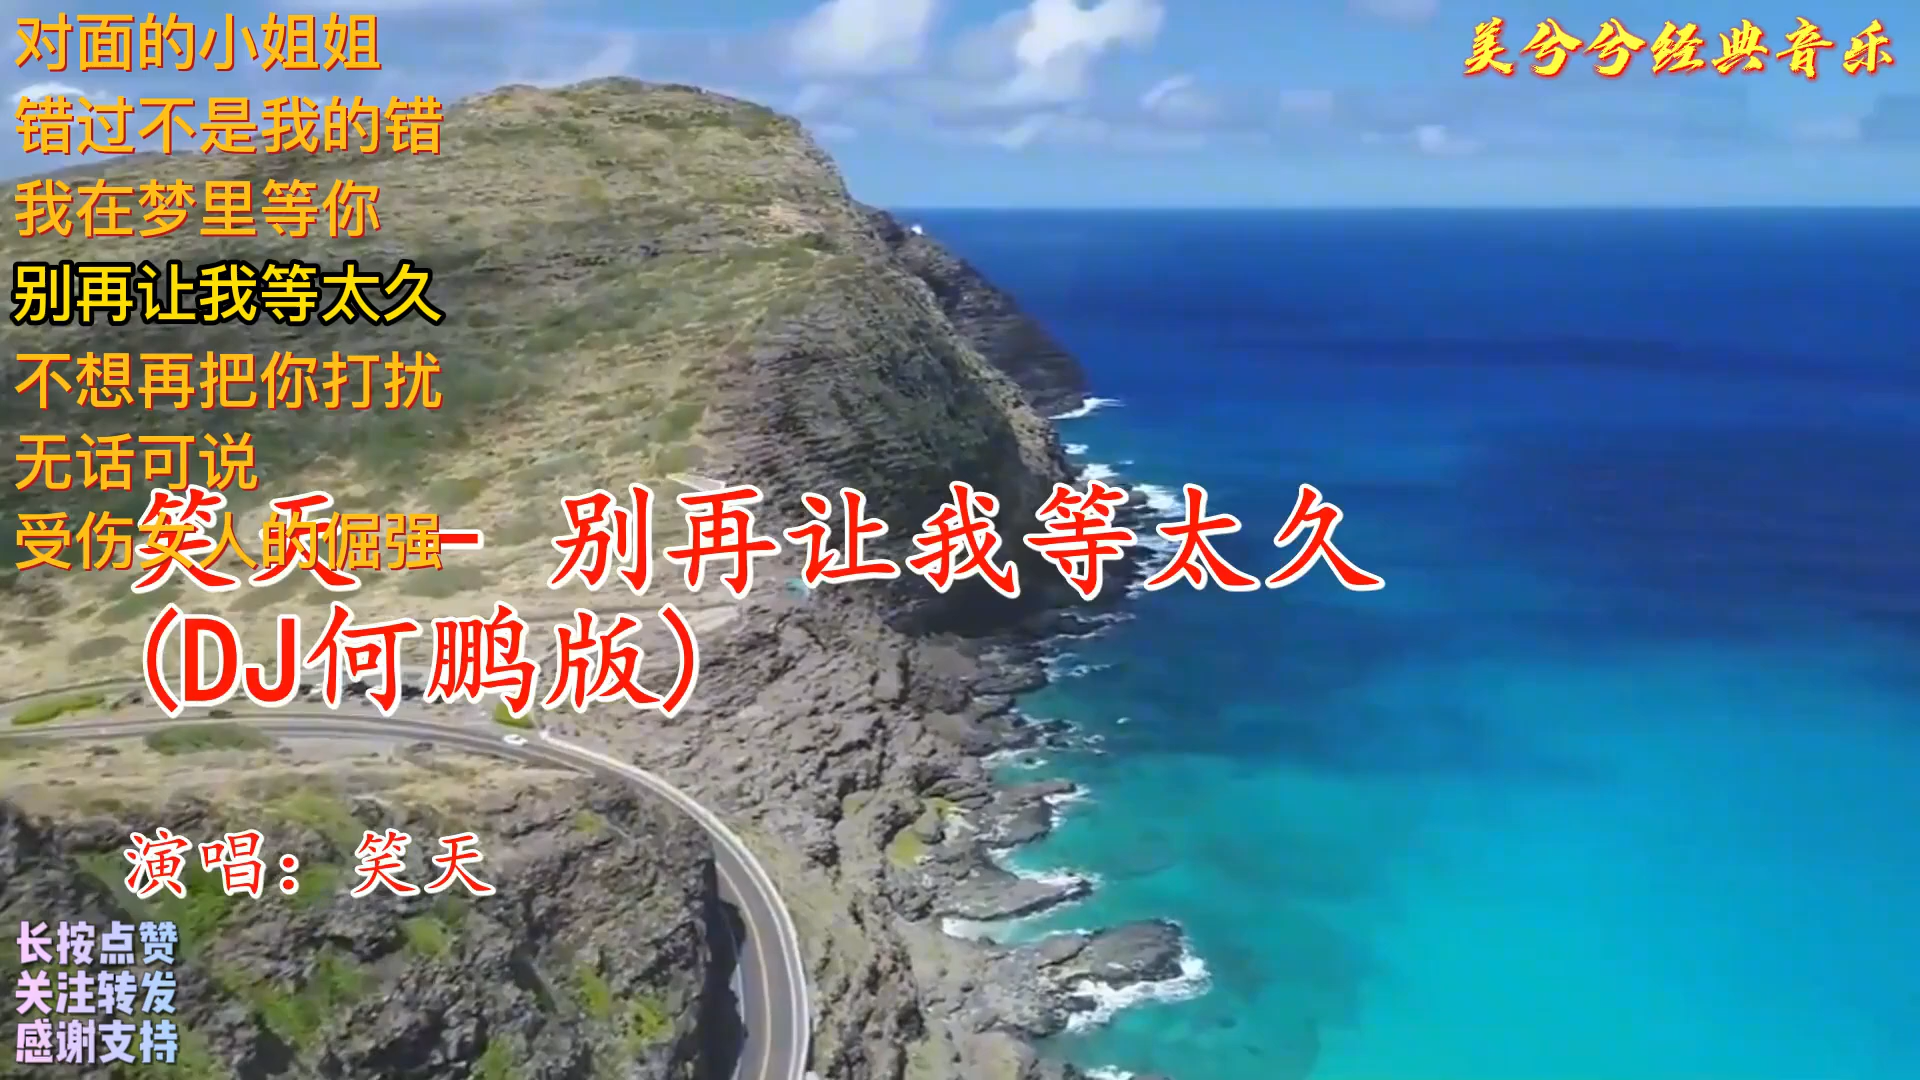 对面的小姐姐
错过不是我的错
我在梦里等你
别再让我等太久
不想再把你打扰
无话可说
受伤女人的倔强
美兮兮经典音乐
笑天 - 别再让我等太久
(DJ何鹏版)
演唱：笑天
长按点赞
关注转发
感谢支持